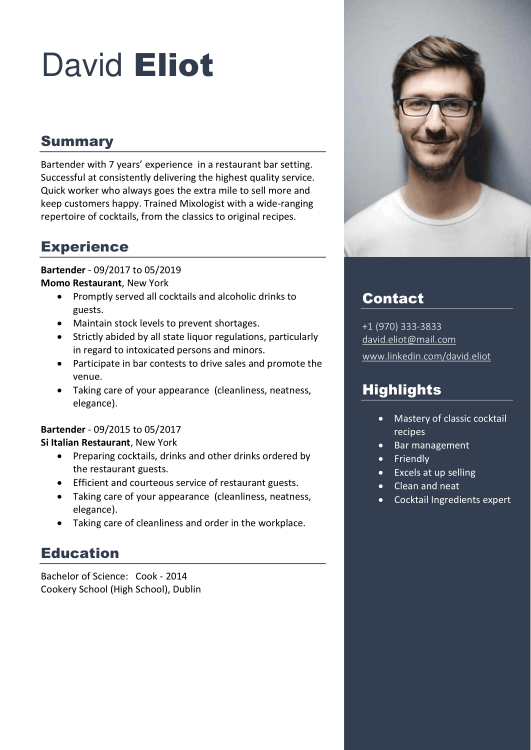 David Eliot
Summary
Bartender with 7 years’ experience  in a restaurant bar setting.
Successful at consistently delivering the highest quality service.
Quick worker who always goes the extra mile to sell more and
keep customers happy. Trained Mixologist with a wide-ranging
repertoire of cocktails, from the classics to original recipes.
Experience
Bartender - 09/2017 to 05/2019
Momo Restaurant, New York
• Promptly served all cocktails and alcoholic drinks to
guests.
• Maintain stock levels to prevent shortages.
• Strictly abided by all state liquor regulations, particularly
in regard to intoxicated persons and minors.
• Participate in bar contests to drive sales and promote the
venue.
• Taking care of your appearance  (cleanliness, neatness,
elegance).
Bartender - 09/2015 to 05/2017
Si Italian Restaurant, New York
• Preparing cocktails, drinks and other drinks ordered by
the restaurant guests.
• Efficient and courteous service of restaurant guests.
• Taking care of your appearance  (cleanliness, neatness,
elegance).
• Taking care of cleanliness and order in the workplace.
Education
Bachelor of Science:   Cook - 2014
Cookery School (High School), Dublin
Contact
+1 (970) 333-3833
david.eliot@mail.com
www.linkedin.com/david.eliot
Highlights
• Mastery of classic cocktail
recipes
• Bar management
• Friendly
• Excels at up selling
• Clean and neat
• Cocktail Ingredients expert